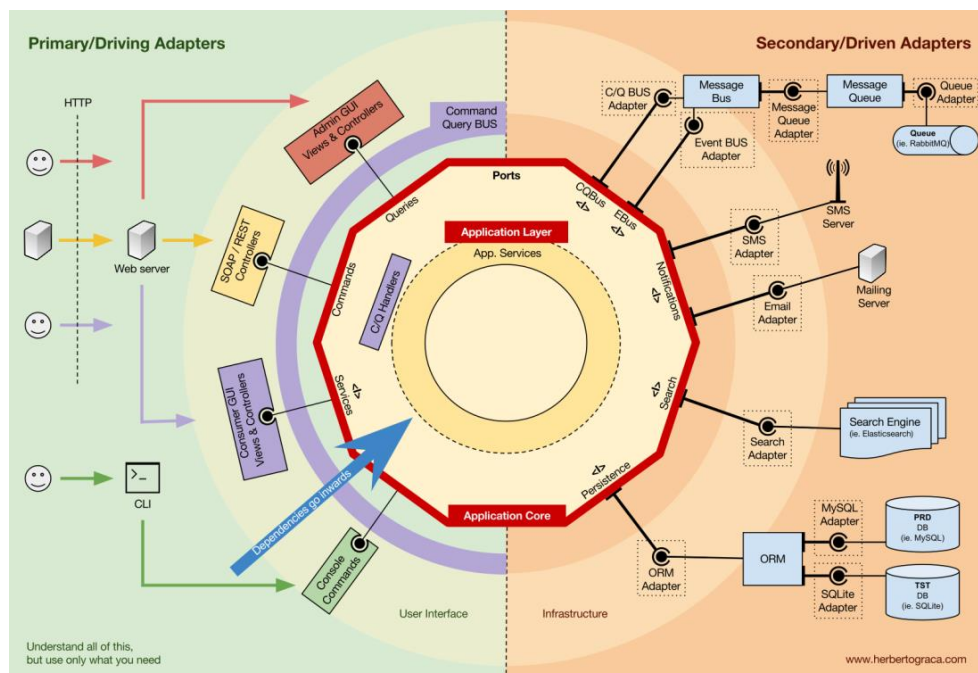 Primary/Driving Adapters
Secondary/Driven Adapters
HTTP
Web server
CLI
Admin GUI
Views & Controllers
SOAP / REST
Controllers
Consumer GUI
Views & Controllers
Console
Commands
Command
Query BUS
Ports
Queries
Commands
Services
</>
C/Q Handlers
Application Layer
App. Services
Application Core
Dependencies go inwards
CQBus
</>
EBus
</>
Notifications
</>
Search
</>
Persistence
</>
C/Q BUS
Adapter
Message
Bus
Event BUS
Adapter
Message
Queue
Adapter
Message
Queue
Queue
Adapter
Queue
(ie. RabbitMQ)
SMS
Adapter
SMS
Server
Email
Adapter
Mailing
Server
Search
Adapter
Search Engine
(ie. Elasticsearch)
ORM
Adapter
ORM
MySQL
Adapter
PRD
DB
(ie. MySQL)
SQLite
Adapter
TST
DB
(ie. SQLite)
User Interface
Infrastructure
Understand all of this,
but use only what you need
www.herbertograca.com